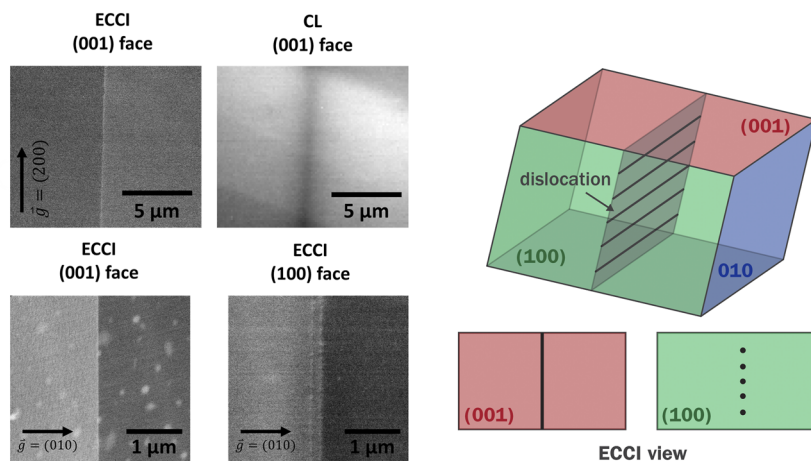 ECCI
(001) face
CL
(001) face
g⃗ = (200)
5 μm
5 μm
ECCI
(001) face
ECCI
(100) face
g⃗ = (010)
1 μm
g⃗ = (010)
1 μm
(001)
dislocation
(100)
010
(001)
(100)
ECCI view